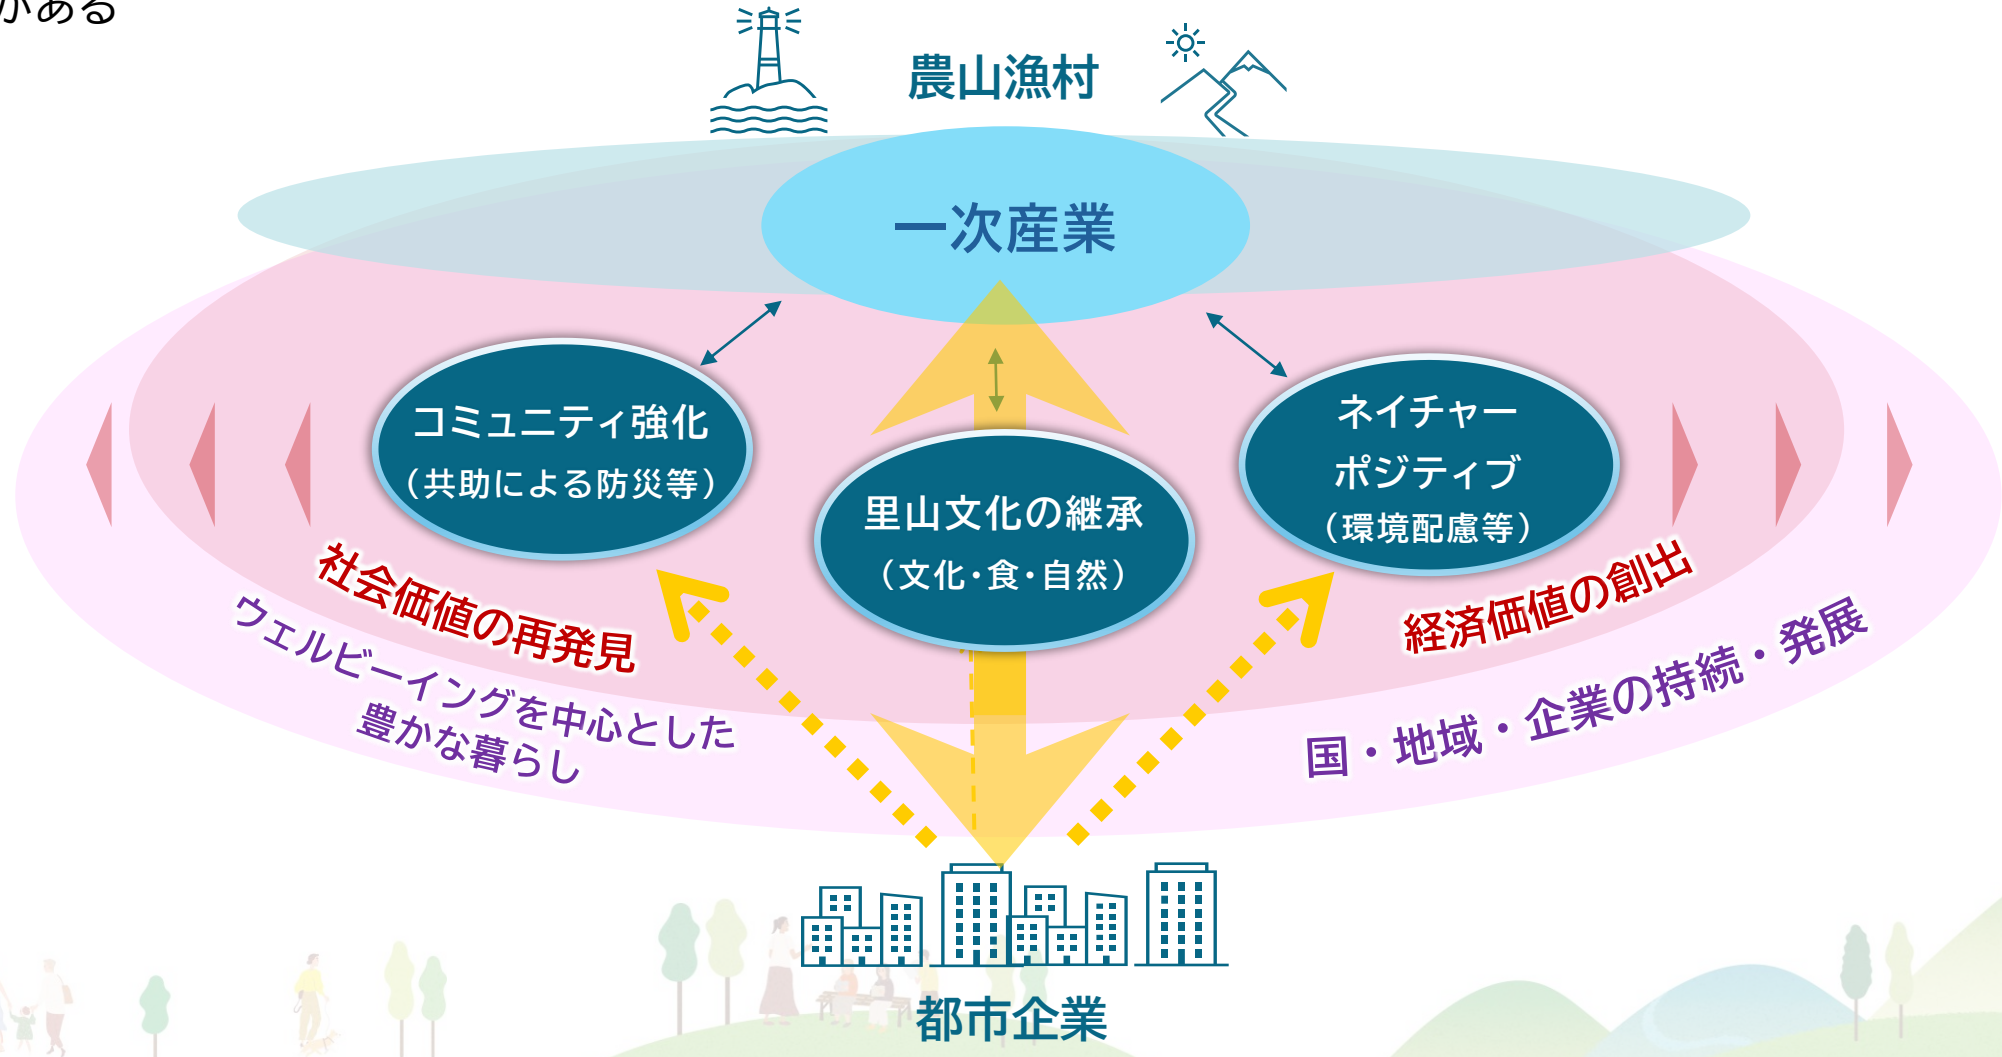 がある
農山漁村
一次産業
コミュニティ強化
（共助による防災等）
里山文化の継承
（文化・食・自然）
ネイチャー
ポジティブ
（環境配慮等）
社会価値の再発見
ウェルビーイングを中心とした
豊かな暮らし
経済価値の創出
国・地域・企業の持続・発展
都市企業